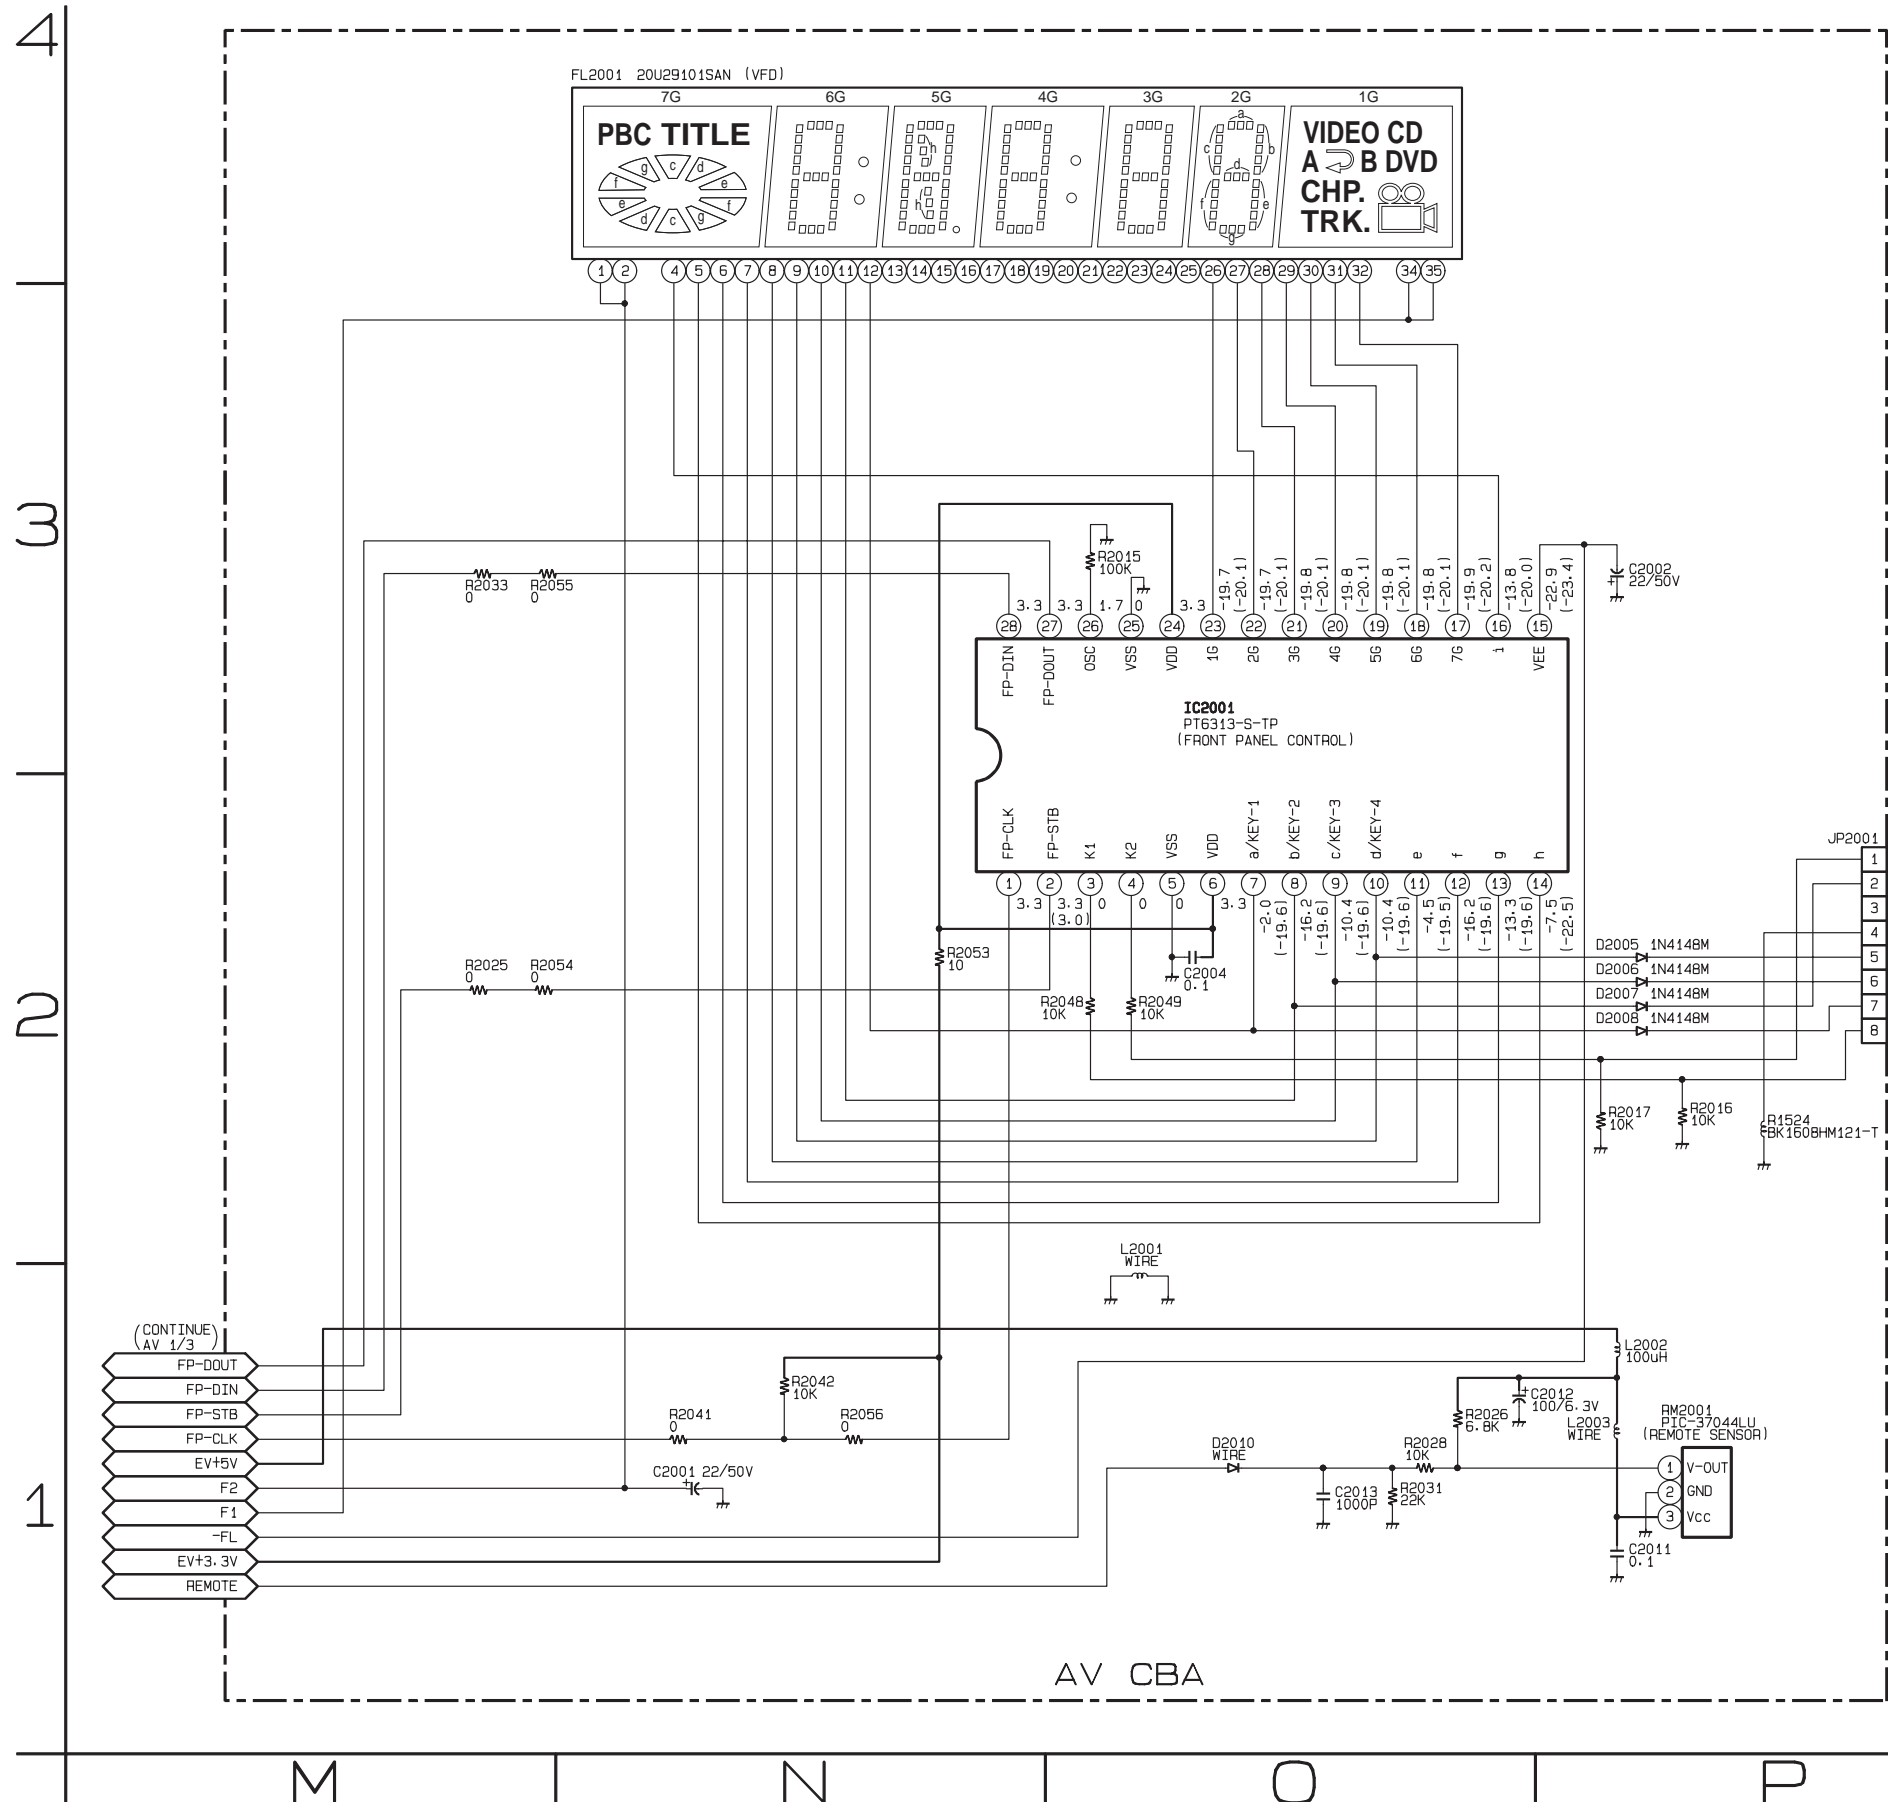 4
FL2001 20U29101SAN (VFD)
7G 6G 5G 4G 3G 2G 1G
PBC TITLE
g c d
f e
e f
d c g
h
h
a
c b
d
f e
g
VIDEO CD
A B DVD
CHP.
TRK.
1 2 4 5 6 7 8 9 10 11 12 13 14 15 16 17 18 19 20 21 22 23 24 25 26 27 28 29 30 31 32 34 35
3
R2033
0
R2055
0
R2015
100K
C2002
22/50V
3.3 3.3 1.7 0 3.3
-19.7
(-20.1)
-19.7
(-20.1)
-19.8
(-20.1)
-19.8
(-20.1)
-19.8
(-20.1)
-19.8
(-20.1)
-19.9
(-20.2)
-13.8
(-20.0)
-22.9
(-23.4)
28 27 26 25 24 23 22 21 20 19 18 17 16 15
FP-DIN FP-DOUT OSC VSS VDD 1G 2G 3G 4G 5G 6G 7G i VEE
IC2001
PT6313-S-TP
(FRONT PANEL CONTROL)
FP-CLK FP-STB K1 K2 VSS VDD a/KEY-1 b/KEY-2 c/KEY-3 d/KEY-4 e f g h
1 2 3 4 5 6 7 8 9 10 11 12 13 14
3.3 3.3 0 0 0 3.3
(3.0)
-2.0
(-19.6)
-16.2
(-19.6)
-10.4
(-19.6)
-10.4
(-19.6)
-4.5
(-19.5)
-16.2
(-19.6)
-13.3
(-19.6)
-7.5
(-22.5)
JP2001
1
2
3
4
5
6
7
8
2
R2025
0
R2054
0
R2053
10
C2004
0.1
R2048
10K
R2049
10K
D2005 1N4148M
D2006 1N4148M
D2007 1N4148M
D2008 1N4148M
R2017
10K
R2016
10K
R1524
BK1608HM121-T
L2001
WIRE
(CONTINUE)
AV 1/3
FP-DOUT
FP-DIN
FP-STB
FP-CLK
EV+5V
F2
F1
-FL
EV+3.3V
REMOTE
1
R2041
0
R2042
10K
R2056
0
C2001 22/50V
+
D2010
WIRE
C2013
1000P
R2031
22K
R2028
10K
R2026
6.8K
C2012
100/6.3V
L2002
100uH
L2003
WIRE
RM2001
PIC-37044LU
(REMOTE SENSOR)
1 V-OUT
2 GND
3 Vcc
C2011
0.1
AV CBA
M N O P